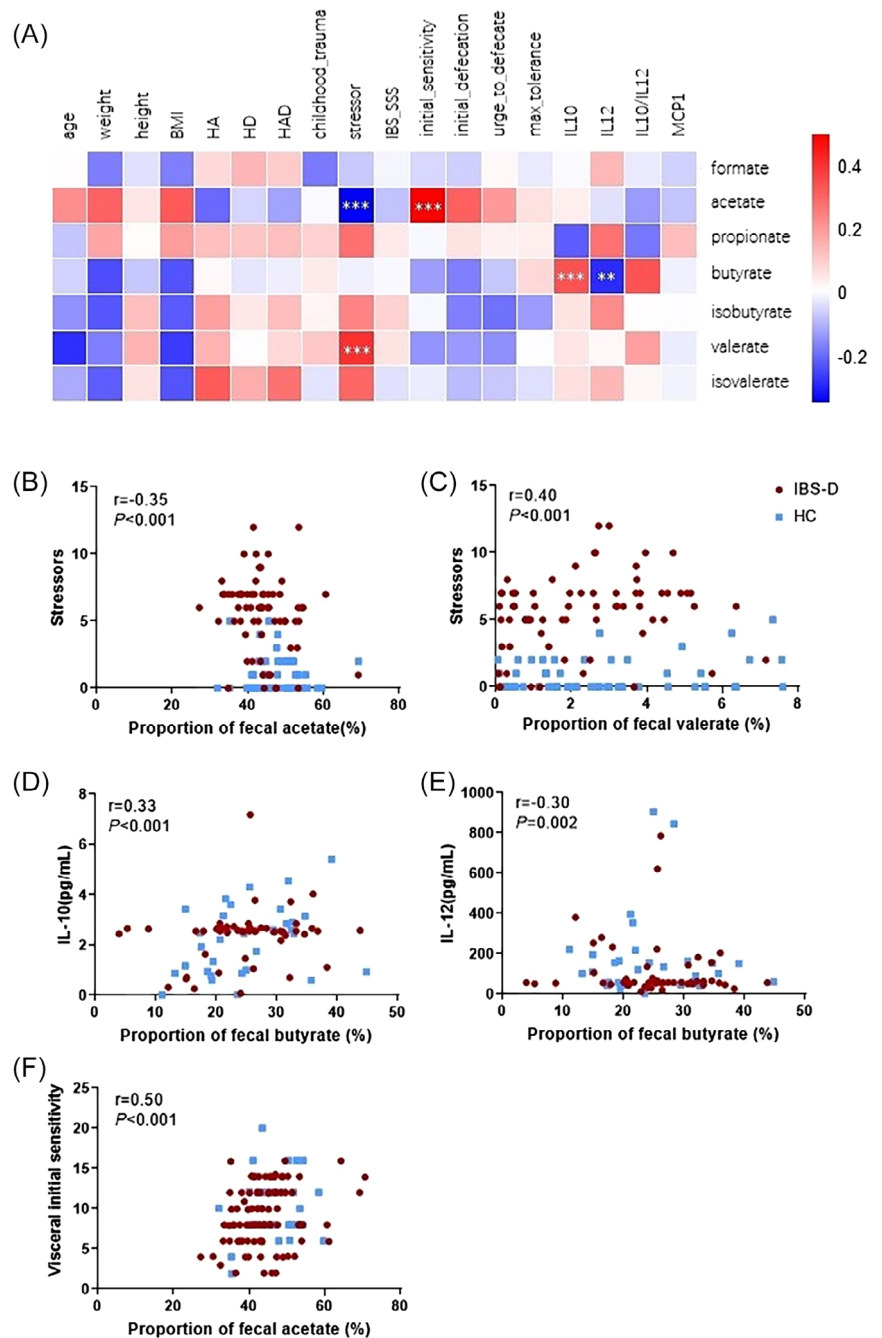 (A)
age
weight
height
BMI
HA
HD
HAD
childhood_trauma
stressor
IBS_SSS
initial_sensitivity
initial_defecation
urge_to_defecate
max_tolerance
IL10
IL12
IL10/IL12
MCP1
formate
acetate
*** ***
propionate
butyrate
*** **
isobutyrate
valerate
***
isovalerate
0.4
0.2
0
-0.2
(B)
r=-0.35
P<0.001
Stressors
15
10
5
0
0 20 40 60 80
Proportion of fecal acetate(%)
(C)
r=0.40
P<0.001
Stressors
15
10
5
0
0 2 4 6 8
Proportion of fecal valerate (%)
IBS-D
HC
(D)
r=0.33
P<0.001
IL-10(pg/mL)
8
6
4
2
0
0 10 20 30 40 50
Proportion of fecal butyrate (%)
(E)
r=-0.30
P=0.002
IL-12(pg/mL)
1000
800
600
400
200
0
0 10 20 30 40 50
Proportion of fecal butyrate (%)
(F)
r=0.50
P<0.001
Visceral initial sensitivity
25
20
15
10
5
0
0 20 40 60 80
Proportion of fecal acetate (%)